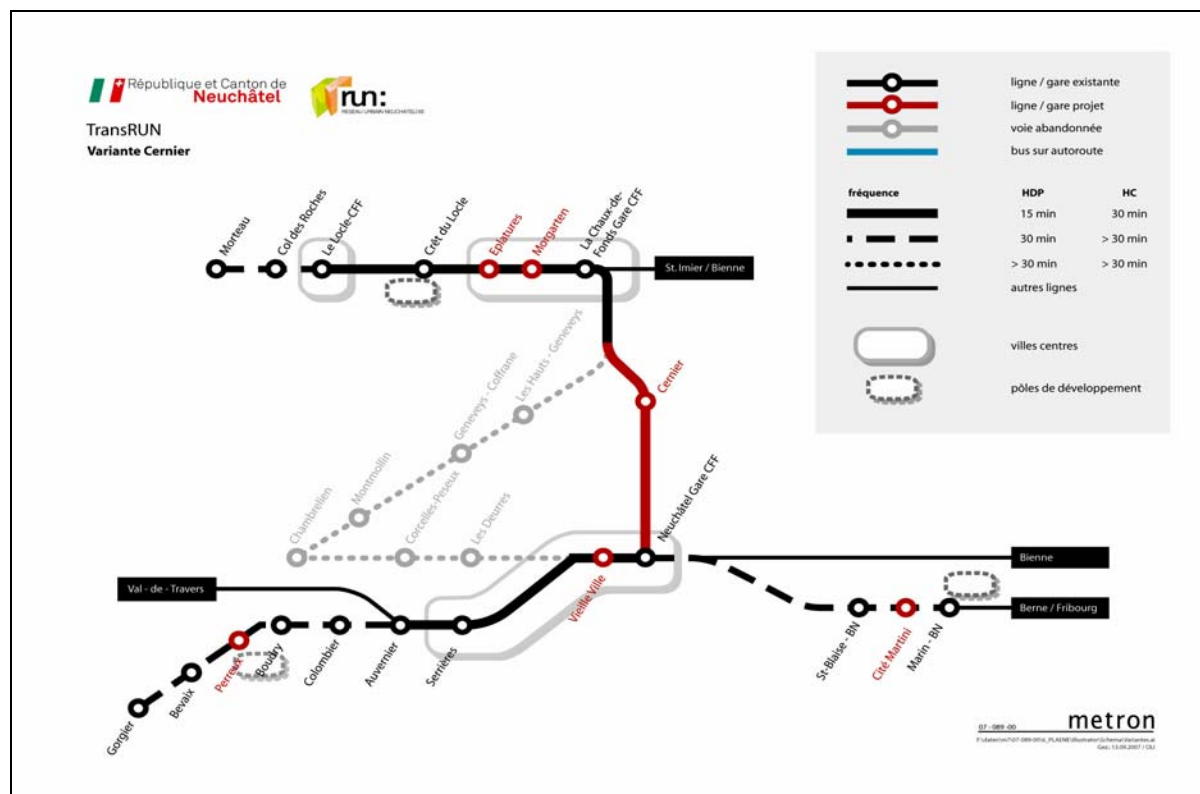 République et Canton de
Neuchâtel
run:
RESEAU URBAIN NEUCHATELOIS
TransRUN
Variante Cernier
ligne / gare existante
ligne / gare projet
voie abandonnée
bus sur autoroute
fréquence HDP HC
15 min 30 min
30 min > 30 min
> 30 min > 30 min
autres lignes
villes centres
pôles de développement
Morteau
Col des Roches
Le Locle-CFF
Crêt du Locle
Eplatures
Morgarten
La Chaux-de-
Fonds Gare CFF
St. Imier / Bienne
Les Hauts - Geneveys
Geneveys - Coffrane
Montmollin
Chambrelien
Corcelles-Peseux
Les Deurres
Cernier
Neuchâtel Gare CFF
Vieille Ville
Bienne
Val - de - Travers
Berne / Fribourg
St-Blaise - BN
Cité Martini
Marin - BN
Serrières
Auvernier
Colombier
Boudry
Perreux
Bevaix
Gorgier
07 - 089 -00
metron